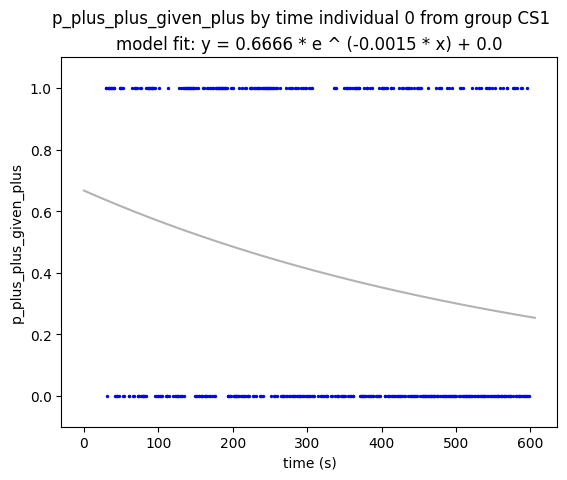 p_plus_plus_given_plus by time individual 0 from group CS1
model fit: y = 0.6666 * e ^ (-0.0015 * x) + 0.0
1.0
0.8
0.6
0.4
0.2
0.0
p_plus_plus_given_plus
0 100 200 300 400 500 600
time (s)